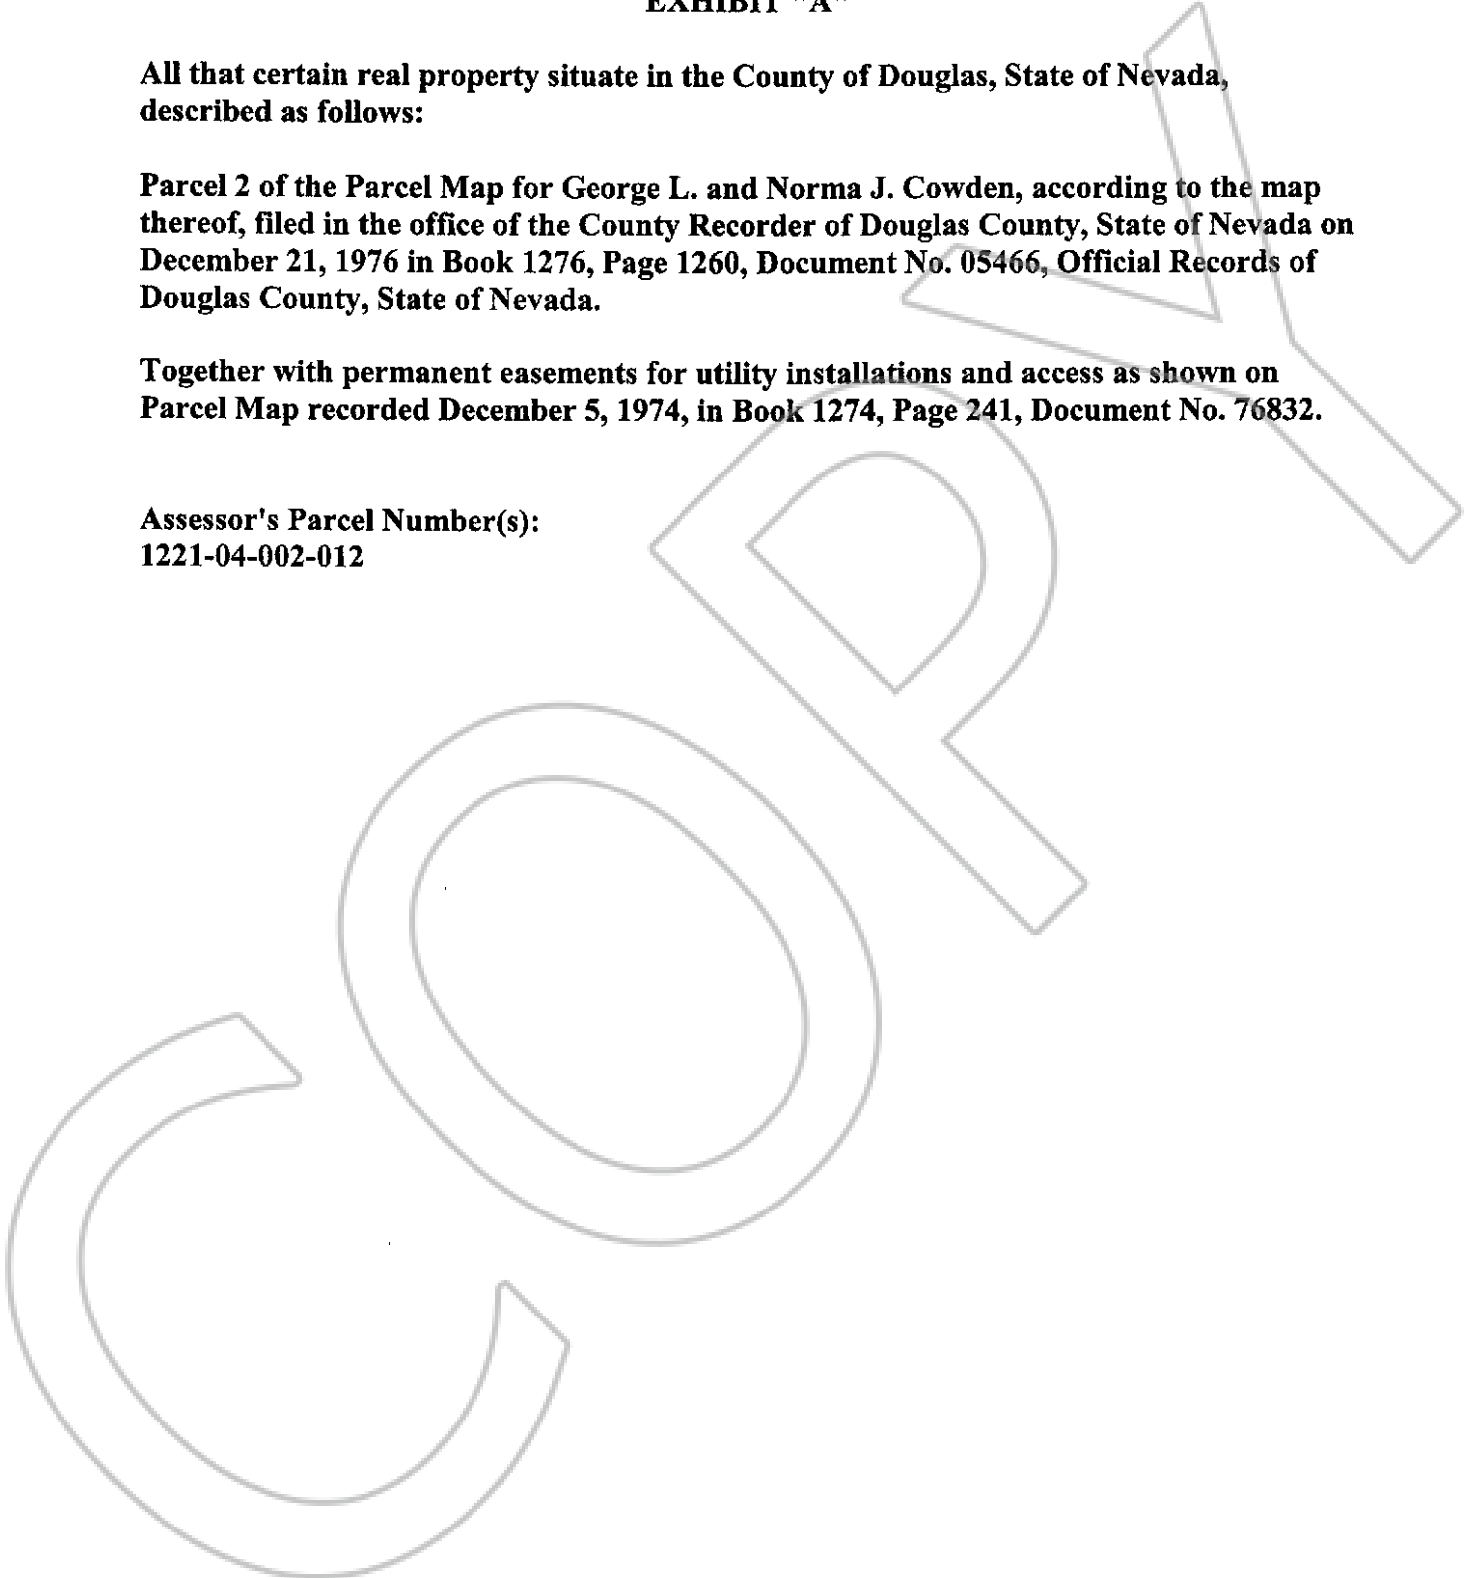 EXHIBIT "A"
All that certain real property situate in the County of Douglas, State of Nevada,
described as follows:
Parcel 2 of the Parcel Map for George L. and Norma J. Cowden, according to the map
thereof, filed in the office of the County Recorder of Douglas County, State of Nevada on
December 21, 1976 in Book 1276, Page 1260, Document No. 05466, Official Records of
Douglas County, State of Nevada.
Together with permanent easements for utility installations and access as shown on
Parcel Map recorded December 5, 1974, in Book 1274, Page 241, Document No. 76832.
Assessor's Parcel Number(s):
1221-04-002-012
COPY